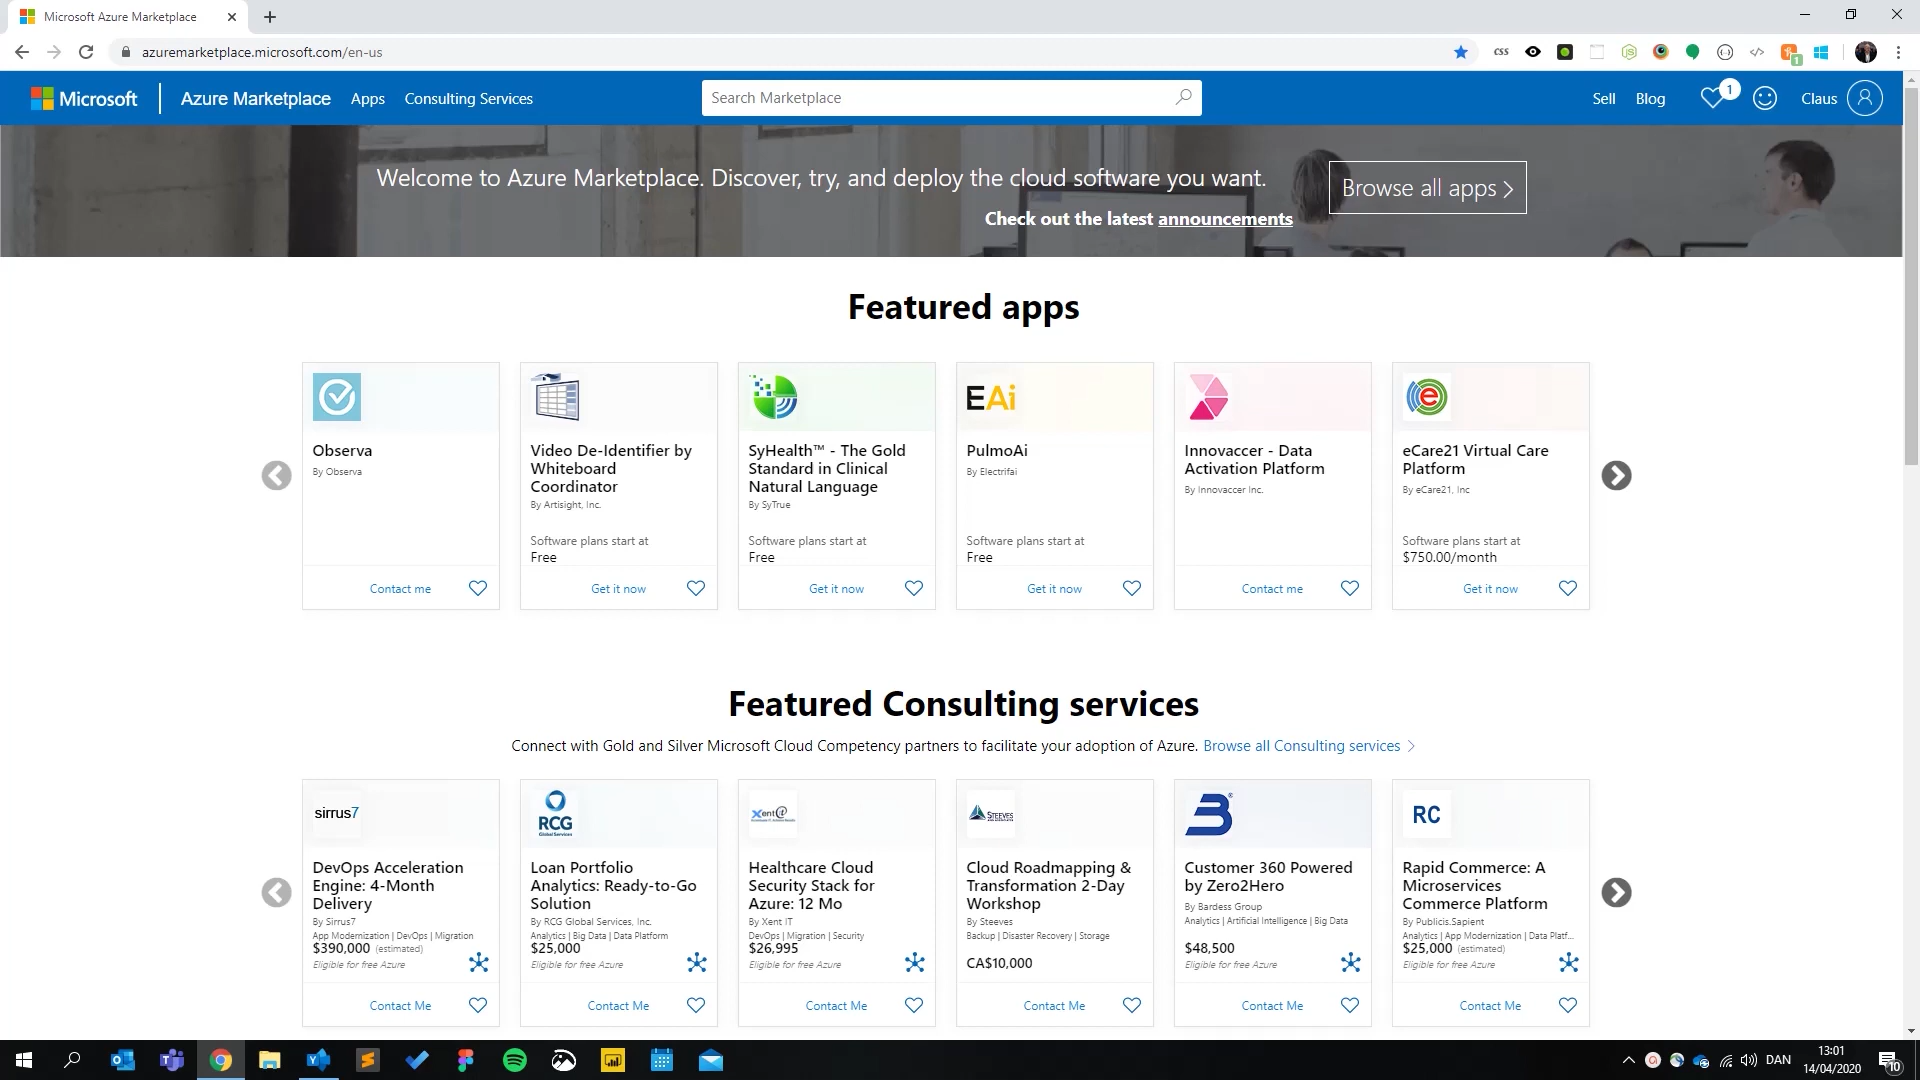 Microsoft Azure Marketplace
azuremarketplace.microsoft.com/en-us
css
1
Microsoft
Azure Marketplace
Apps
Consulting Services
Search Marketplace
Sell
Blog
1
Claus
Welcome to Azure Marketplace. Discover, try, and deploy the cloud software you want.
Browse all apps
Check out the latest announcements
Featured apps
Observa
By Observa
Contact me
Video De-Identifier by
Whiteboard
Coordinator
By Artisight, Inc.
Software plans start at
Free
Get it now
SyHealth™ - The Gold
Standard in Clinical
Natural Language
By SyTrue
Software plans start at
Free
Get it now
EAi
PulmoAi
By Electrifai
Software plans start at
Free
Get it now
Innovaccer - Data
Activation Platform
By Innovaccer Inc.
Contact me
e
eCare21 Virtual Care
Platform
By eCare21, Inc
Software plans start at
$750.00/month
Get it now
Featured Consulting services
Connect with Gold and Silver Microsoft Cloud Competency partners to facilitate your adoption of Azure. Browse all Consulting services
sirrus7
DevOps Acceleration
Engine: 4-Month
Delivery
By Sirrus7
App Modernization | DevOps | Migration
$390,000 (estimated)
Eligible for free Azure
Contact Me
RCG
Global Services
Loan Portfolio
Analytics: Ready-to-Go
Solution
By RCG Global Services, Inc.
Analytics | Big Data | Data Platform
$25,000
Eligible for free Azure
Contact Me
Xent
Healthcare Cloud
Security Stack for
Azure: 12 Mo
By Xent IT
DevOps | Migration | Security
$26,995
Eligible for free Azure
Contact Me
STEEVES
Cloud Roadmapping &
Transformation 2-Day
Workshop
By Steeves
Backup | Disaster Recovery | Storage
CA$10,000
Contact Me
B
Customer 360 Powered
by Zero2Hero
By Bardess Group
Analytics | Artificial Intelligence | Big Data
$48,500
Eligible for free Azure
Contact Me
RC
Rapid Commerce: A
Microservices
Commerce Platform
By Publicis.Sapient
Analytics | App Modernization | Data Platf...
$25,000 (estimated)
Eligible for free Azure
Contact Me
DAN
13:01
14/04/2020
10